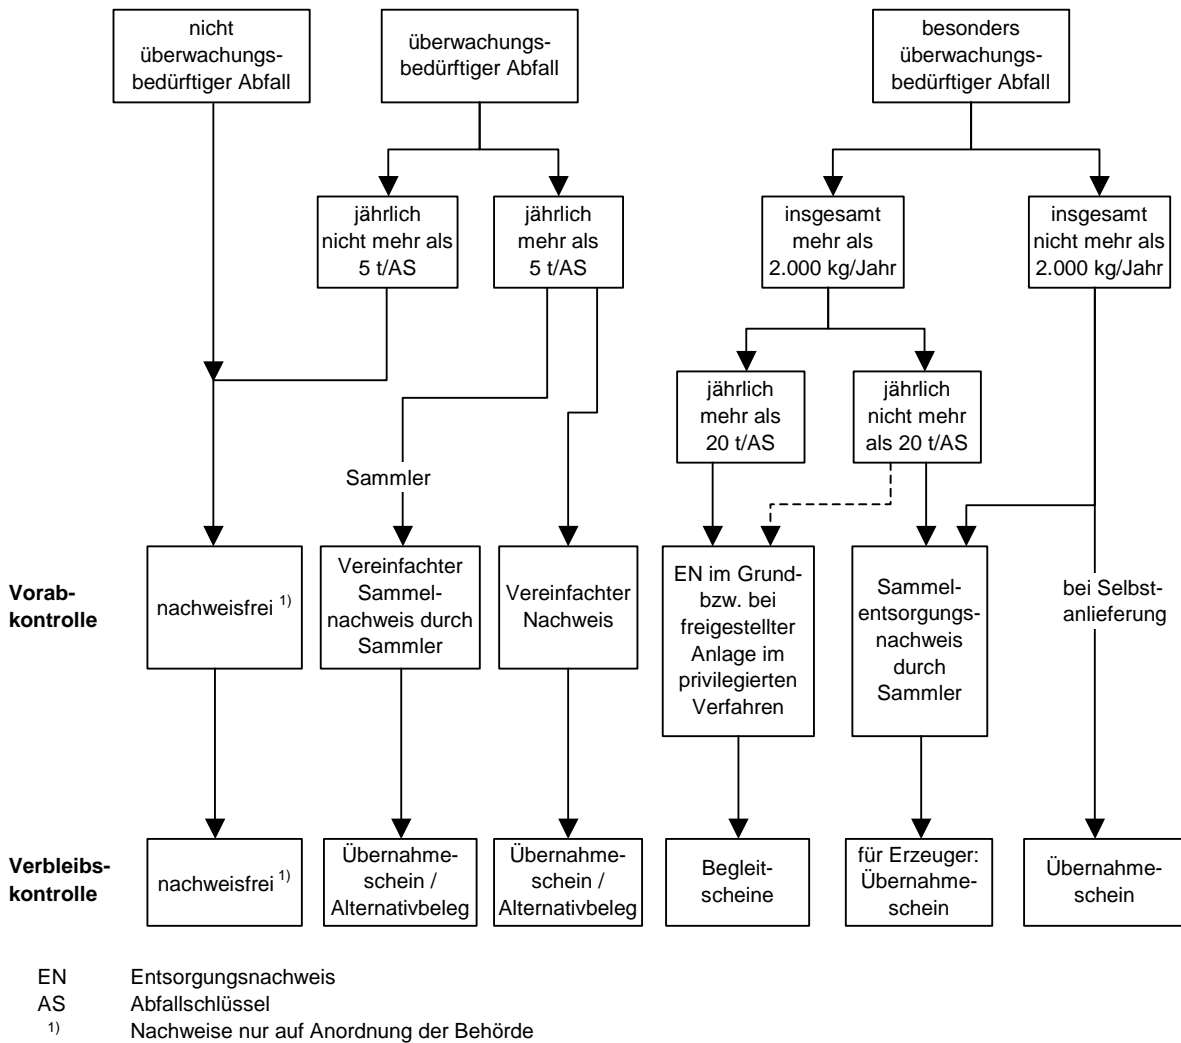 nicht
überwachungs-
bedürftiger Abfall
überwachungs-
bedürftiger Abfall
besonders
überwachungs-
bedürftiger Abfall
jährlich
nicht mehr als
5 t/AS
jährlich
mehr als
5 t/AS
insgesamt
mehr als
2.000 kg/Jahr
insgesamt
nicht mehr als
2.000 kg/Jahr
jährlich
mehr als
20 t/AS
jährlich
nicht mehr
als 20 t/AS
Sammler
Vorab-
kontrolle
nachweisfrei 1)
Vereinfachter
Sammel-
nachweis durch
Sammler
Vereinfachter
Nachweis
EN im Grund-
bzw. bei
freigestellter
Anlage im
privilegierten
Verfahren
Sammel-
entsorgungs-
nachweis
durch
Sammler
bei Selbst-
anlieferung
Verbleibs-
kontrolle
nachweisfrei 1)
Übernahme-
schein /
Alternativbeleg
Übernahme-
schein /
Alternativbeleg
Begleit-
scheine
für Erzeuger:
Übernahme-
schein
Übernahme-
schein
EN Entsorgungsnachweis
AS Abfallschlüssel
1) Nachweise nur auf Anordnung der Behörde